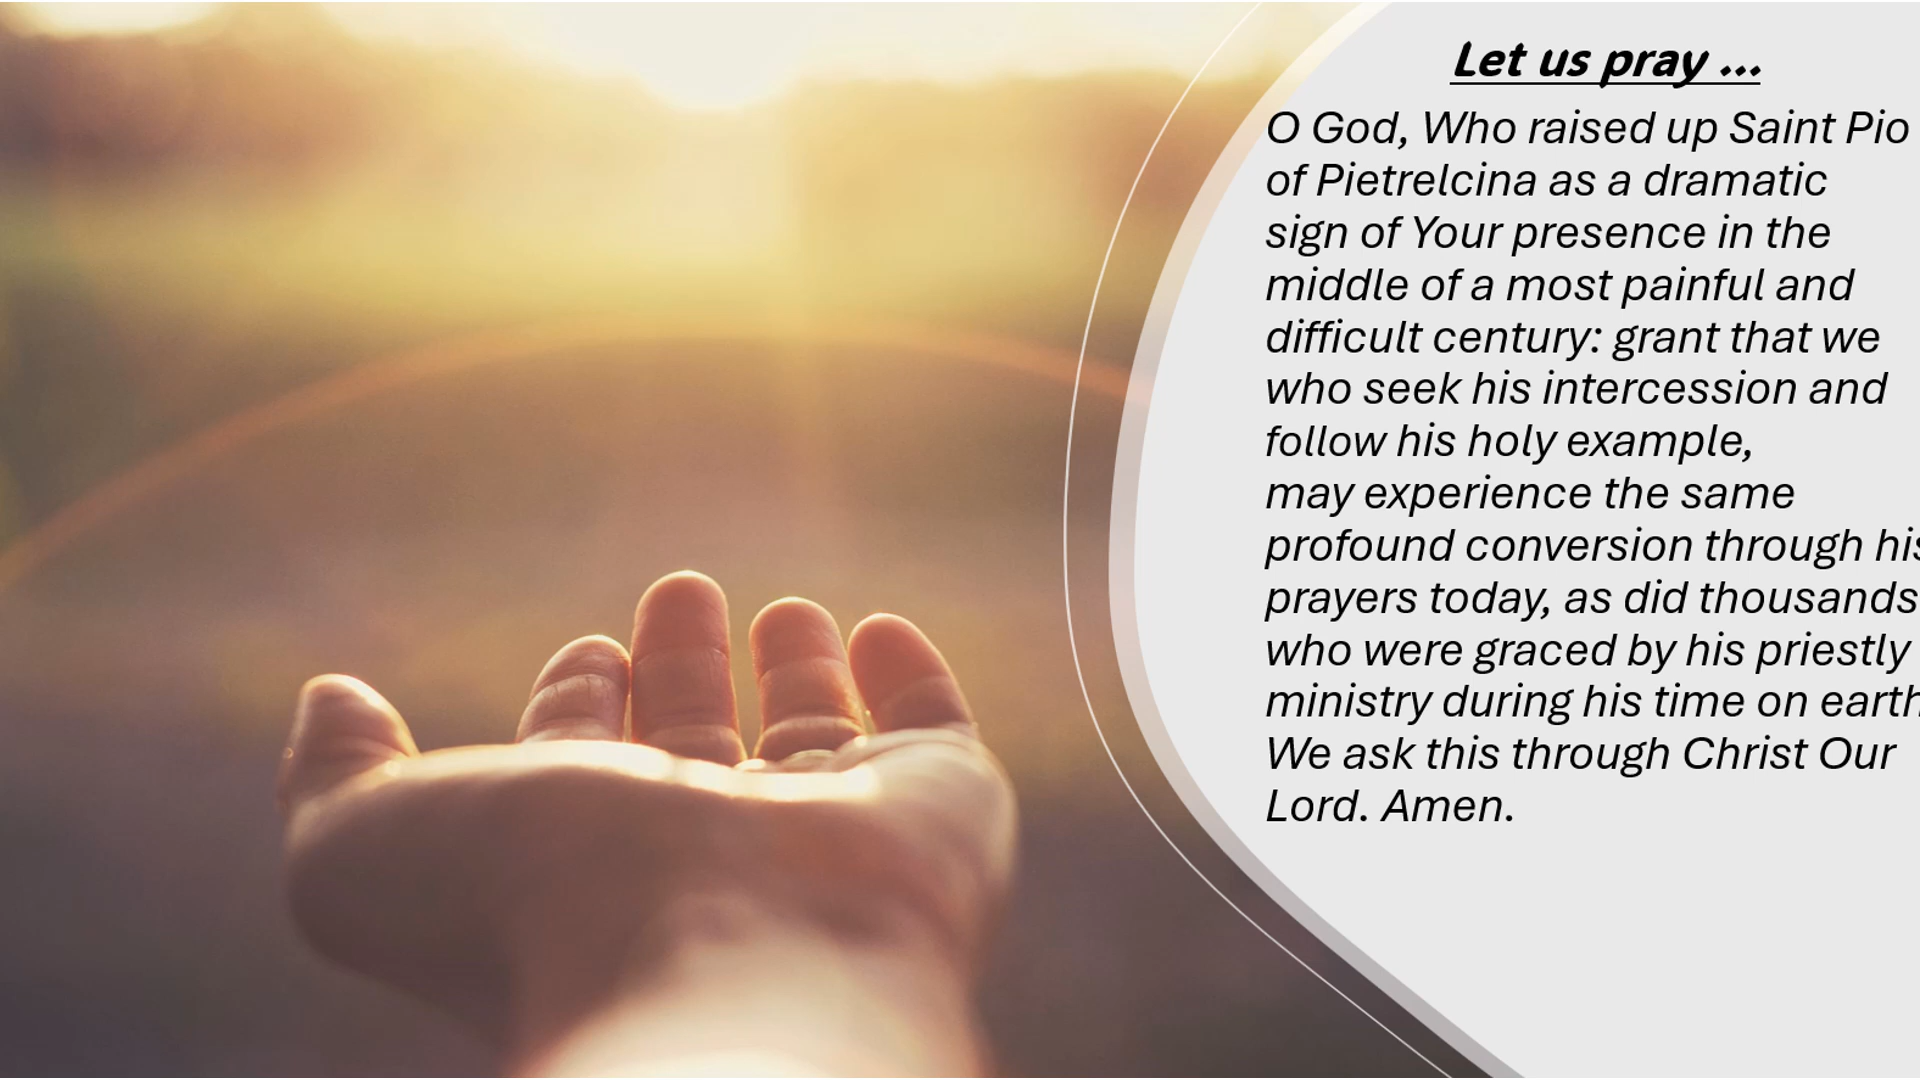 Let us pray ...
O God, Who raised up Saint Pio
of Pietrelcina as a dramatic
sign of Your presence in the
middle of a most painful and
difficult century: grant that we
who seek his intercession and
follow his holy example,
may experience the same
profound conversion through his
prayers today, as did thousands
who were graced by his priestly
ministry during his time on earth
We ask this through Christ Our
Lord. Amen.